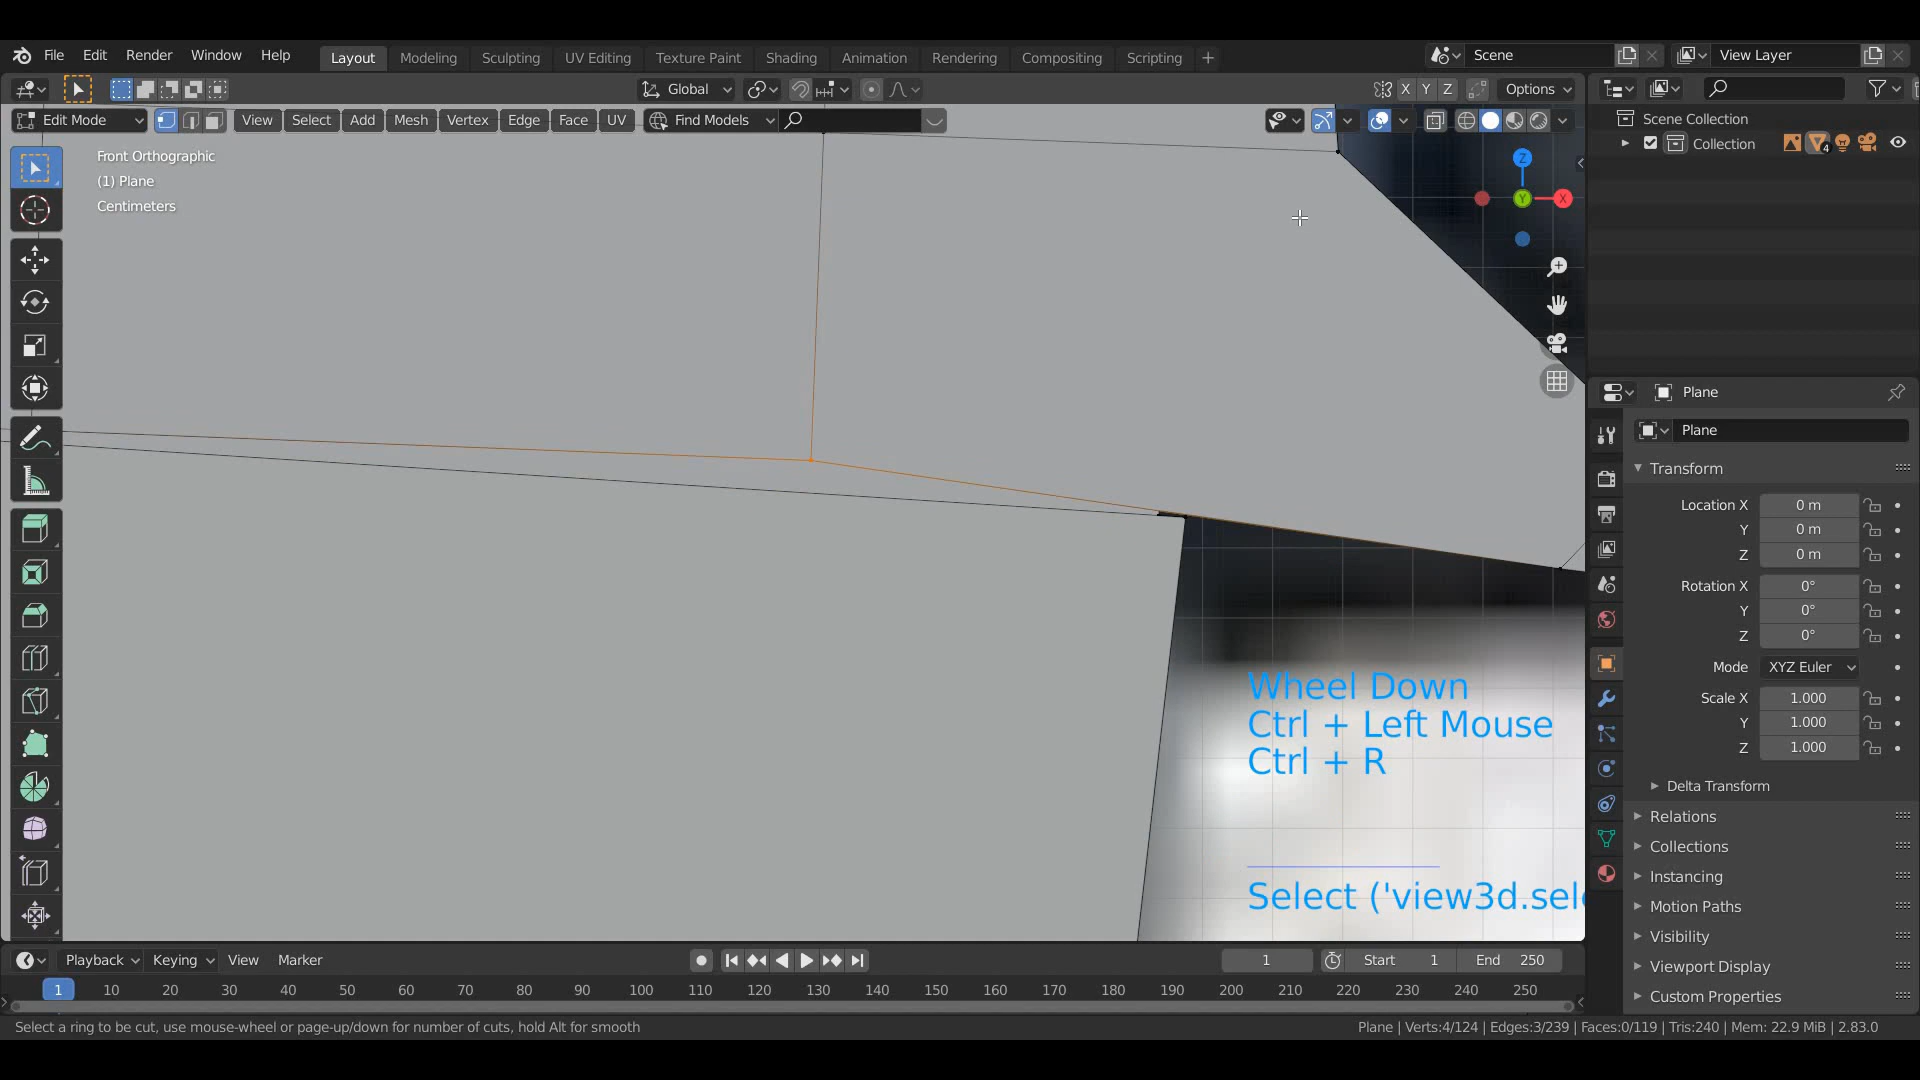 File Edit Render Window Help Layout Modeling Sculpting UV Editing Texture Paint Shading Animation Rendering Compositing Scripting + Scene View Layer
Global X Y Z Options
Edit Mode View Select Add Mesh Vertex Edge Face UV Find Models
Scene Collection
Collection 4
Front Orthographic
(1) Plane
Centimeters
Z
X
Y
Plane
Plane
Transform
Location X 0 m
Y 0 m
Z 0 m
Rotation X 0°
Y 0°
Z 0°
Mode XYZ Euler
Scale X 1.000
Y 1.000
Z 1.000
Delta Transform
Relations
Collections
Instancing
Motion Paths
Visibility
Viewport Display
Custom Properties
Wheel Down
Ctrl + Left Mouse
Ctrl + R
Select ('view3d.sele
Playback Keying View Marker 1 Start 1 End 250
1 10 20 30 40 50 60 70 80 90 100 110 120 130 140 150 160 170 180 190 200 210 220 230 240 250
Select a ring to be cut, use mouse-wheel or page-up/down for number of cuts, hold Alt for smooth
Plane | Verts:4/124 | Edges:3/239 | Faces:0/119 | Tris:240 | Mem: 22.9 MiB | 2.83.0